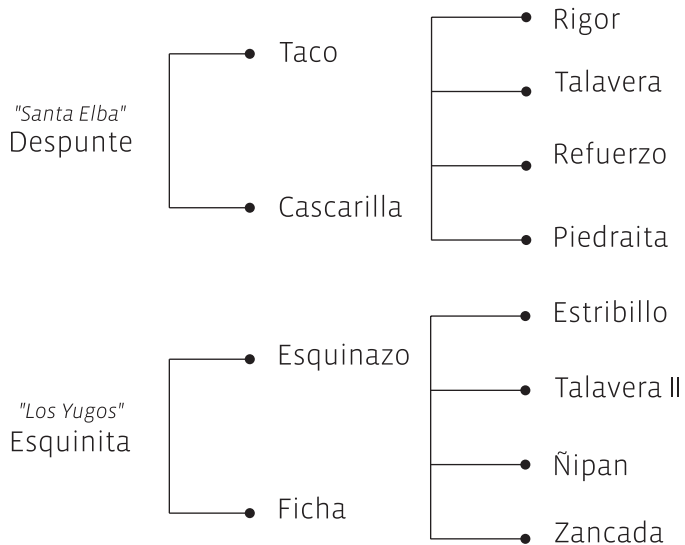 "Santa Elba"
Despunte
Taco
Cascarilla
Rigor
Talavera
Refuerzo
Piedraita
"Los Yugos"
Esquinita
Esquinazo
Ficha
Estribillo
Talavera II
Ñipan
Zancada